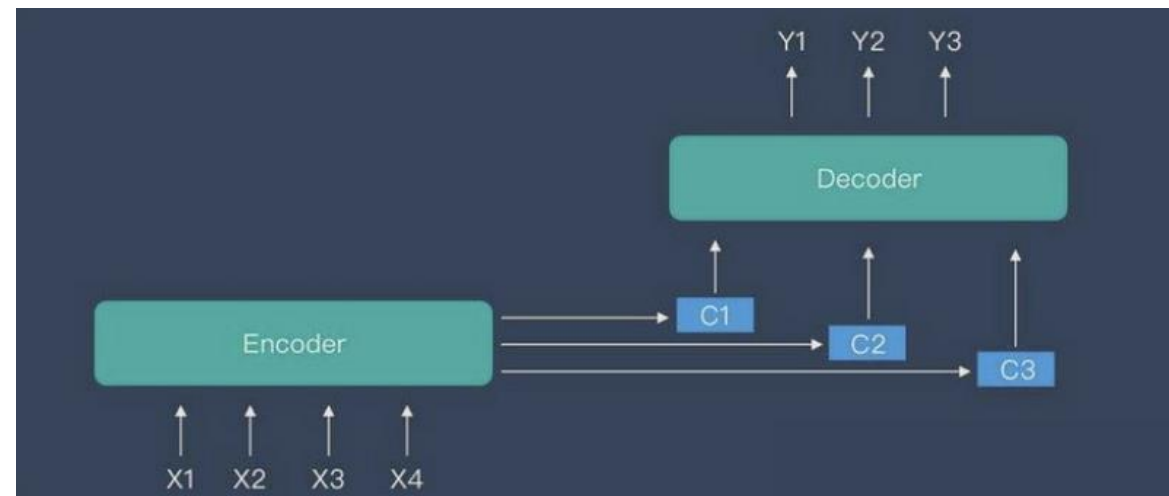 Y1 Y2 Y3
Decoder
C1
Encoder
C2
C3
X1 X2 X3 X4